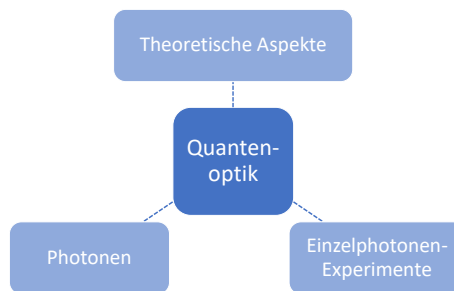 Theoretische Aspekte
Quanten-
optik
Photonen
Einzelphotonen-
Experimente